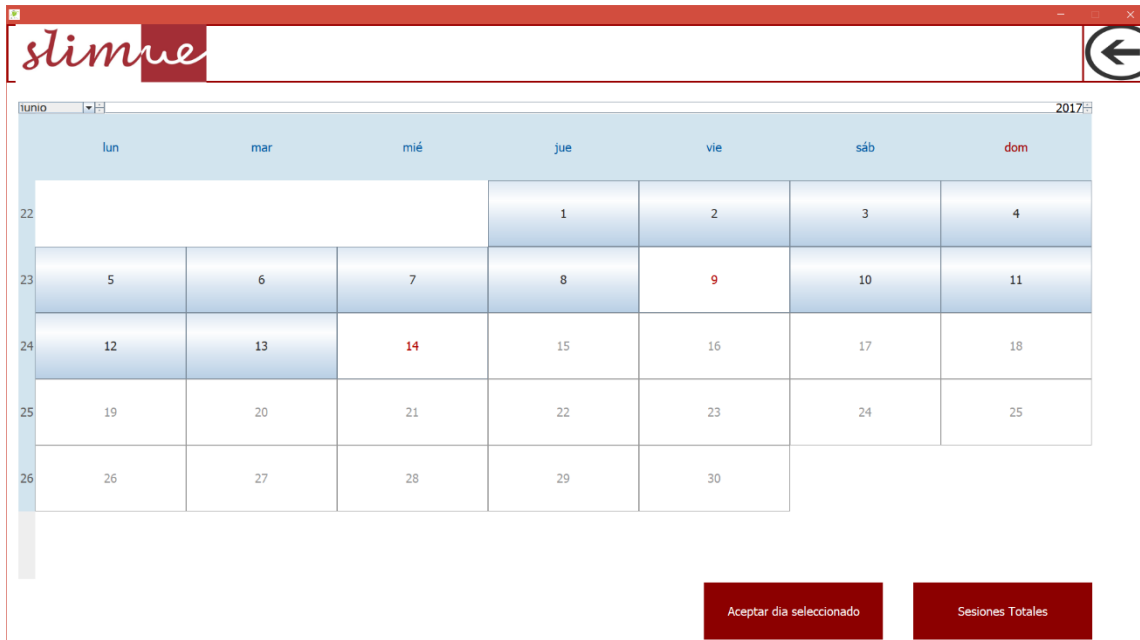 slimue
junio 2017
lun mar mié jue vie sáb dom
22 1 2 3 4
23 5 6 7 8 9 10 11
24 12 13 14 15 16 17 18
25 19 20 21 22 23 24 25
26 26 27 28 29 30
Aceptar dia seleccionado Sesiones Totales